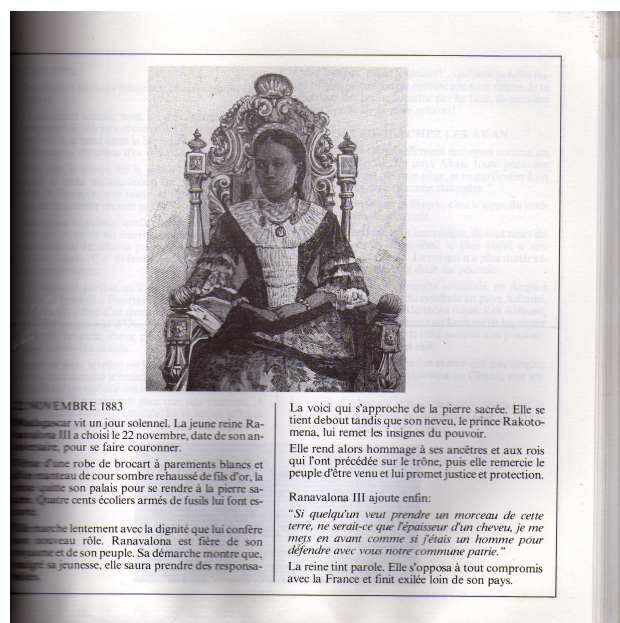 NOVEMBRE 1883
Madagascar vit un jour solennel. La jeune reine Ra-
navalona III a choisi le 22 novembre, date de son an-
niversaire, pour se faire couronner.
d'une robe de brocart à parements blancs et
manteau de cour sombre rehaussé de fils d'or, la
quitte son palais pour se rendre à la pierre sa-
Quatre cents écoliers armés de fusils lui font es-
marche lentement avec la dignité que lui confère
nouveau rôle. Ranavalona est fière de son
royaume et de son peuple. Sa démarche montre que,
malgré sa jeunesse, elle saura prendre des responsa-
La voici qui s'approche de la pierre sacrée. Elle se
tient debout tandis que son neveu, le prince Rakoto-
mena, lui remet les insignes du pouvoir.
Elle rend alors hommage à ses ancêtres et aux rois
qui l'ont précédée sur le trône, puis elle remercie le
peuple d'être venu et lui promet justice et protection.
Ranavalona III ajoute enfin:
"Si quelqu'un veut prendre un morceau de cette
terre, ne serait-ce que l'épaisseur d'un cheveu, je me
mets en avant comme si j'étais un homme pour
défendre avec vous notre commune patrie."
La reine tint parole. Elle s'opposa à tout compromis
avec la France et finit exilée loin de son pays.